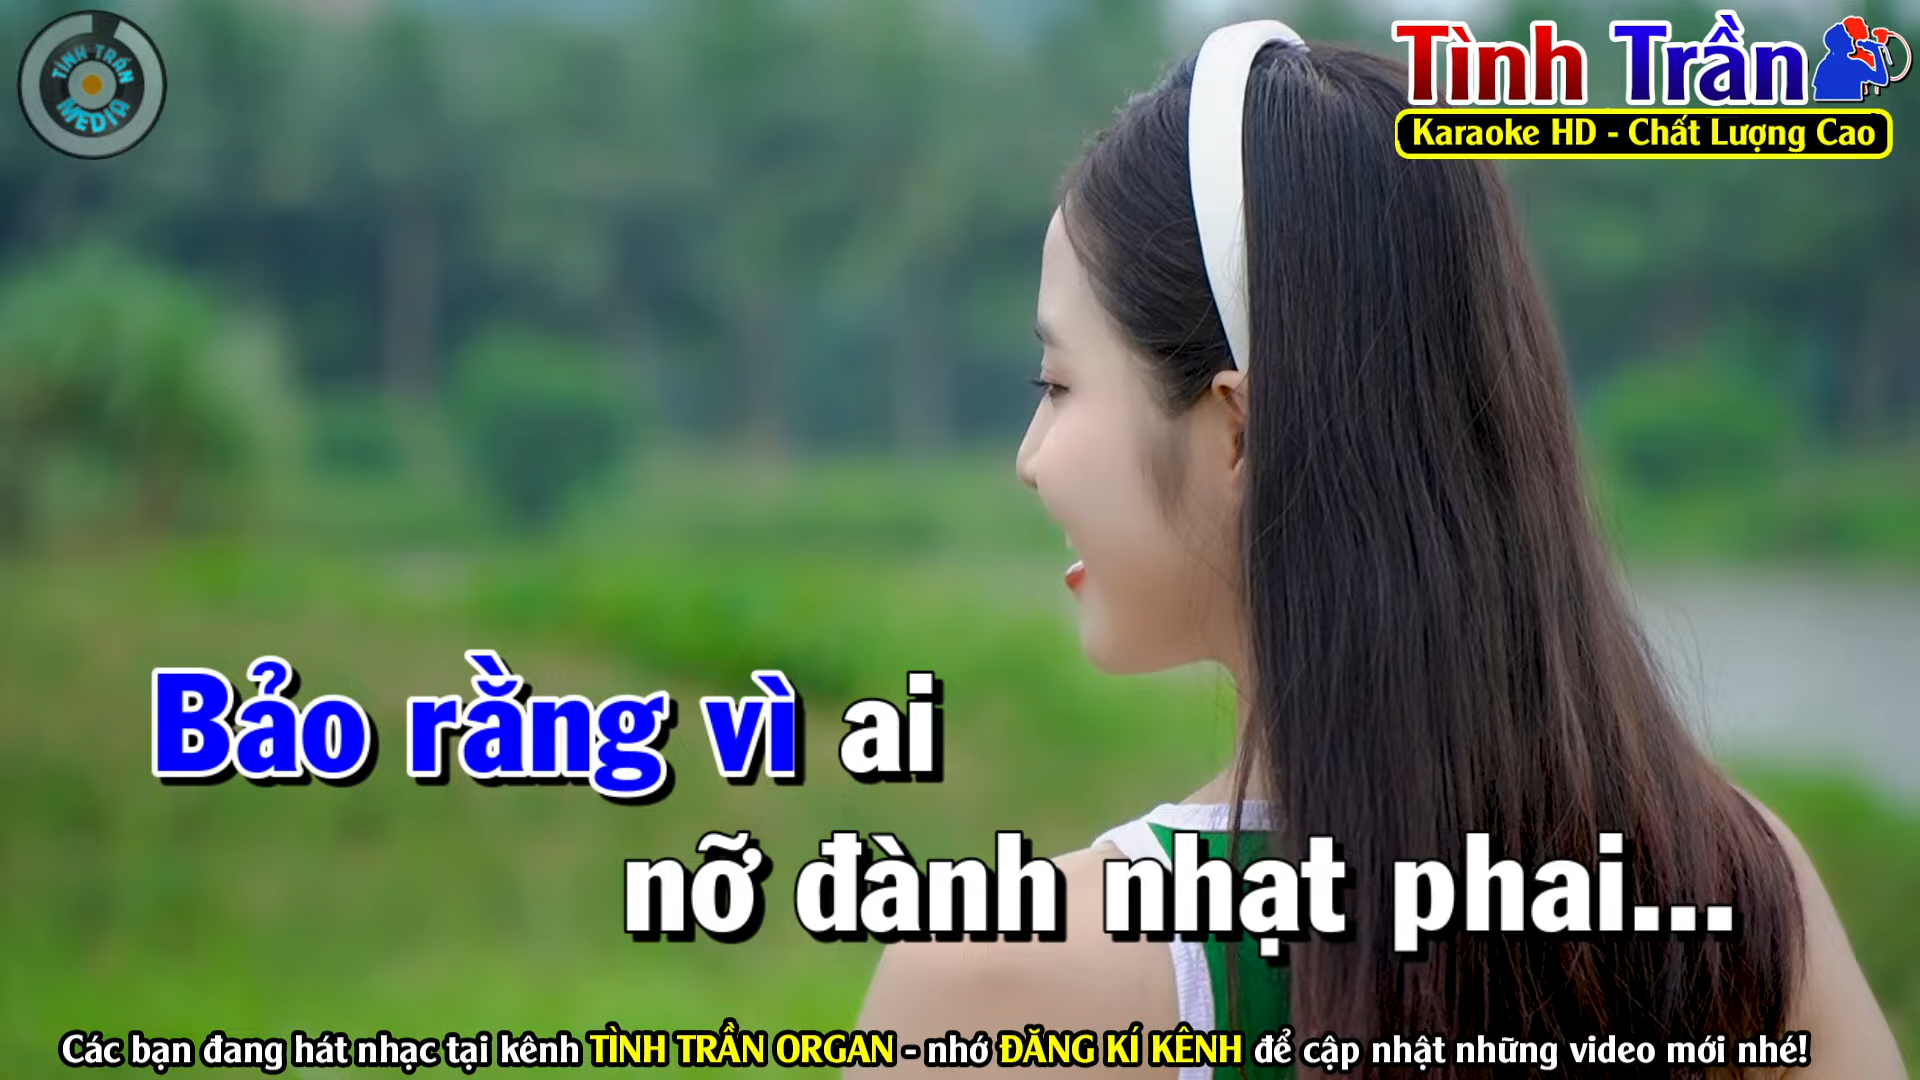 TÌNH TRẦN
MEDIA
Tình Trần
Karaoke HD - Chất Lượng Cao
Bảo rằng vì ai
nỡ đành nhạt phai...
Các bạn đang hát nhạc tại kênh TÌNH TRẦN ORGAN - nhớ ĐĂNG KÍ KÊNH để cập nhật những video mới nhé!